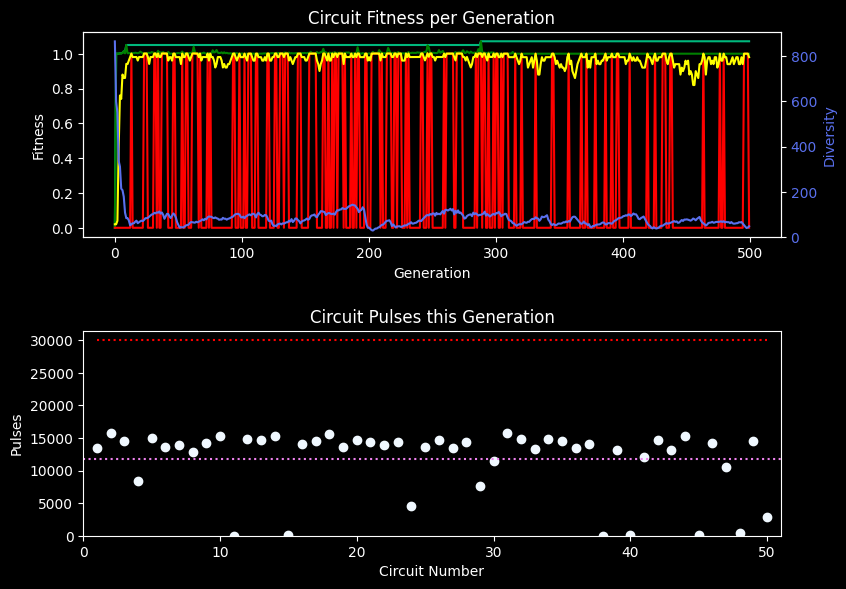 Circuit Fitness per Generation
1.0
0.8
0.6
0.4
0.2
0.0
Fitness
800
600
400
200
0
Diversity
0 100 200 300 400 500
Generation
Circuit Pulses this Generation
30000
25000
20000
15000
10000
5000
0
Pulses
0 10 20 30 40 50
Circuit Number